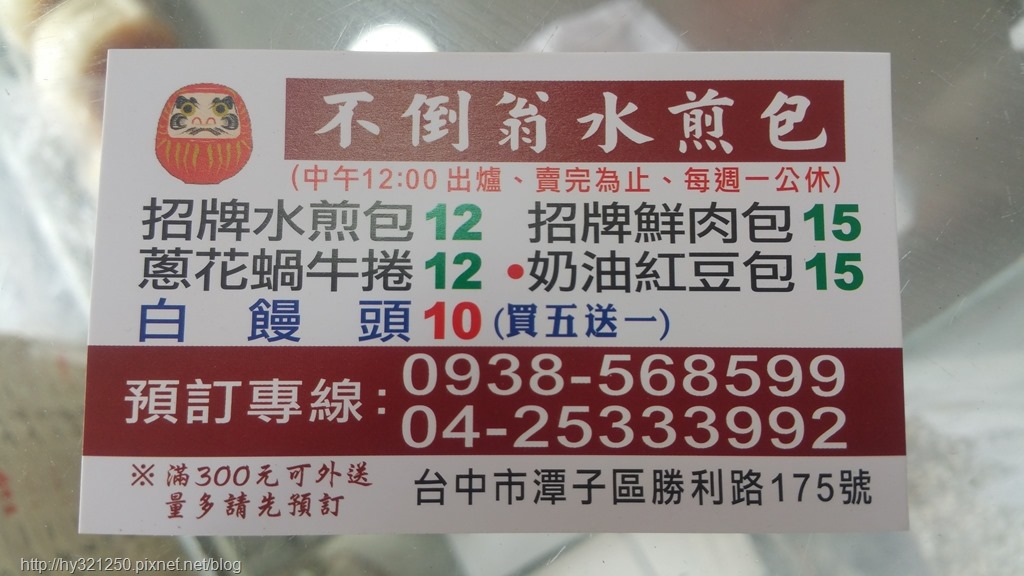 不倒翁水煎包
(中午12:00 出爐、賣完為止、每週一公休)
招牌水煎包 12 招牌鮮肉包 15
蔥花蝸牛捲 12 •奶油紅豆包 15
白饅頭 10 (買五送一)
預訂專線: 0938-568599
04-25333992
※ 滿300元可外送
量多請先預訂
台中市潭子區勝利路175號
http://hy321250.pixnet.net/blog